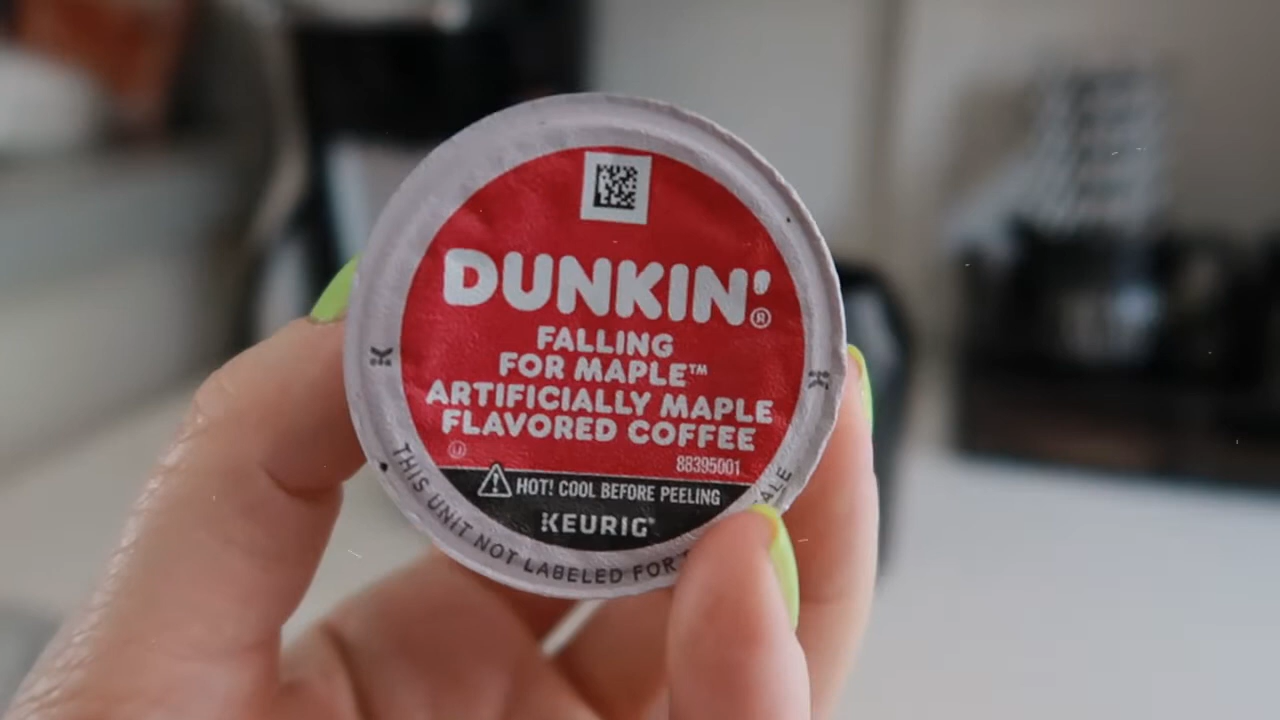 DUNKIN'®
FALLING
FOR MAPLE™
ARTIFICIALLY MAPLE
FLAVORED COFFEE
U
88395001
HOT! COOL BEFORE PEELING
KEURIG®
THIS UNIT NOT LABELED FOR